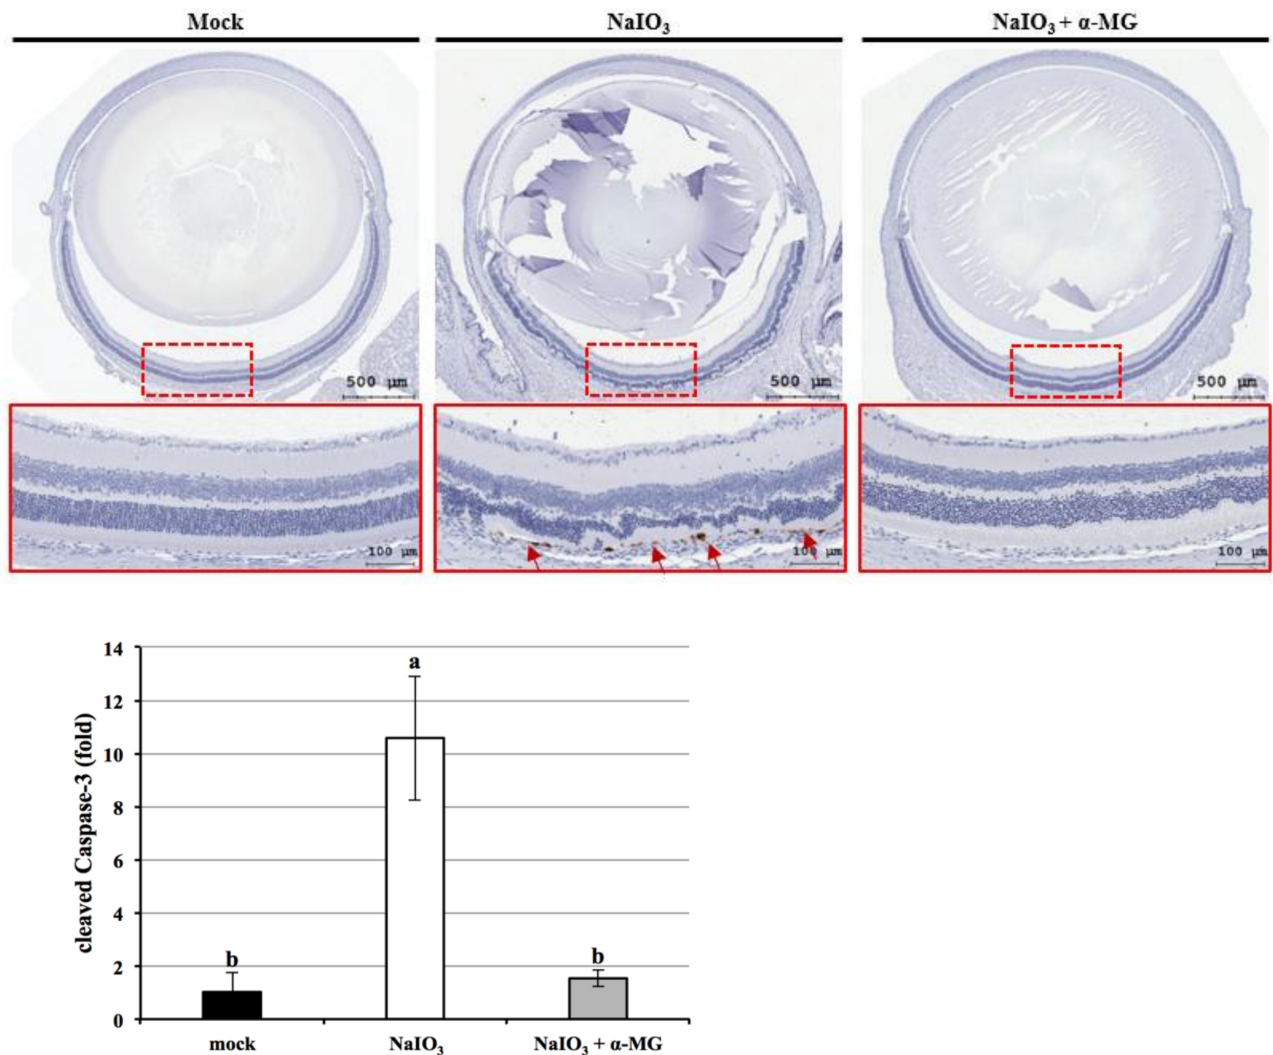 Mock
NaIO₃
NaIO₃ + α-MG
500 µm
500 µm
500 µm
100 µm
100 µm
100 µm
14
12
10
8
6
4
2
0
cleaved Caspase-3 (fold)
b
a
b
mock
NaIO₃
NaIO₃ + α-MG